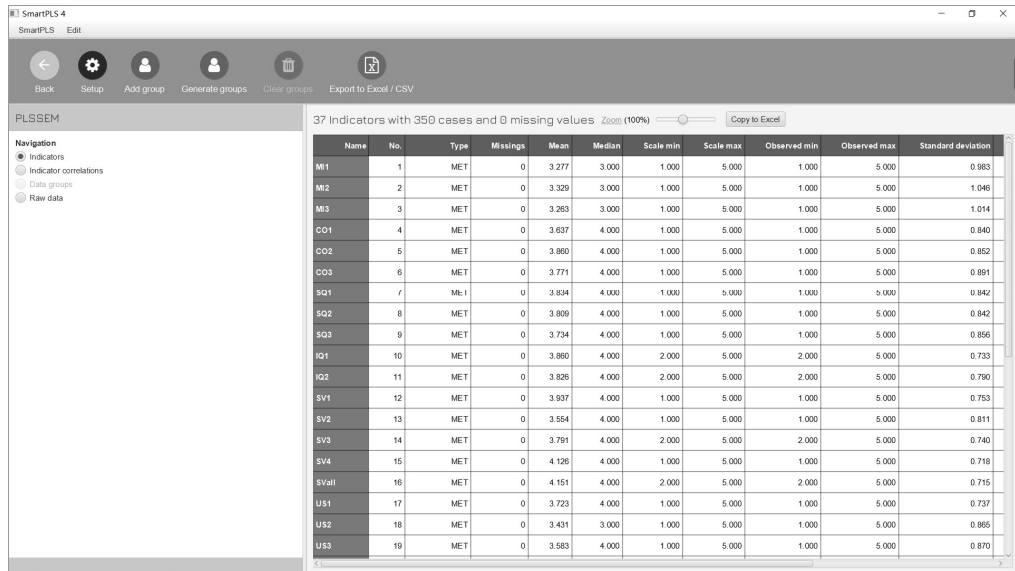 SmartPLS 4
SmartPLS Edit
Back Setup Add group Generate groups Clear groups Export to Excel / CSV
PLSSEM
Navigation
Indicators
Indicator correlations
Data groups
Raw data
37 Indicators with 350 cases and 0 missing values Zoom (100%) Copy to Excel
Name No. Type Missings Mean Median Scale min Scale max Observed min Observed max Standard deviation
MI1 1 MET 0 3.277 3.000 1.000 5.000 1.000 5.000 0.983
MI2 2 MET 0 3.329 3.000 1.000 5.000 1.000 5.000 1.046
MI3 3 MET 0 3.263 3.000 1.000 5.000 1.000 5.000 1.014
CO1 4 MET 0 3.637 4.000 1.000 5.000 1.000 5.000 0.840
CO2 5 MET 0 3.860 4.000 1.000 5.000 1.000 5.000 0.852
CO3 6 MET 0 3.771 4.000 1.000 5.000 1.000 5.000 0.891
SQ1 7 MET 0 3.834 4.000 1.000 5.000 1.000 5.000 0.842
SQ2 8 MET 0 3.809 4.000 1.000 5.000 1.000 5.000 0.842
SQ3 9 MET 0 3.734 4.000 1.000 5.000 1.000 5.000 0.856
IQ1 10 MET 0 3.860 4.000 2.000 5.000 2.000 5.000 0.733
IQ2 11 MET 0 3.826 4.000 2.000 5.000 2.000 5.000 0.790
SV1 12 MET 0 3.937 4.000 1.000 5.000 1.000 5.000 0.753
SV2 13 MET 0 3.554 4.000 1.000 5.000 1.000 5.000 0.811
SV3 14 MET 0 3.791 4.000 2.000 5.000 2.000 5.000 0.740
SV4 15 MET 0 4.126 4.000 1.000 5.000 1.000 5.000 0.718
SVall 16 MET 0 4.151 4.000 2.000 5.000 2.000 5.000 0.715
US1 17 MET 0 3.723 4.000 1.000 5.000 1.000 5.000 0.737
US2 18 MET 0 3.431 3.000 1.000 5.000 1.000 5.000 0.865
US3 19 MET 0 3.583 4.000 1.000 5.000 1.000 5.000 0.870